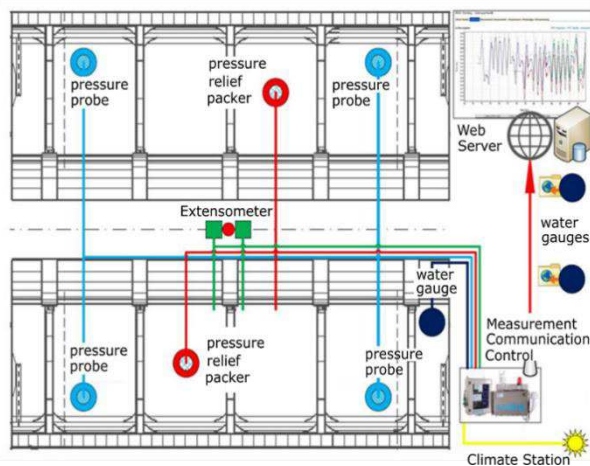 pressure
probe
pressure
relief
packer
pressure
probe
Web
Server
Extensometer
water
gauges
water
gauge
pressure
probe
pressure
relief
packer
pressure
probe
Measurement
Communication
Control
Climate Station